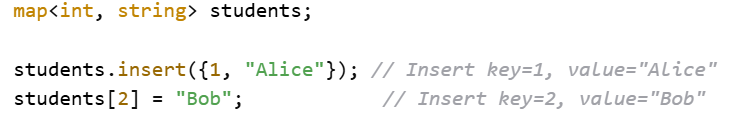 map<int, string> students;
students.insert({1, "Alice"}); // Insert key=1, value="Alice"
students[2] = "Bob";              // Insert key=2, value="Bob"